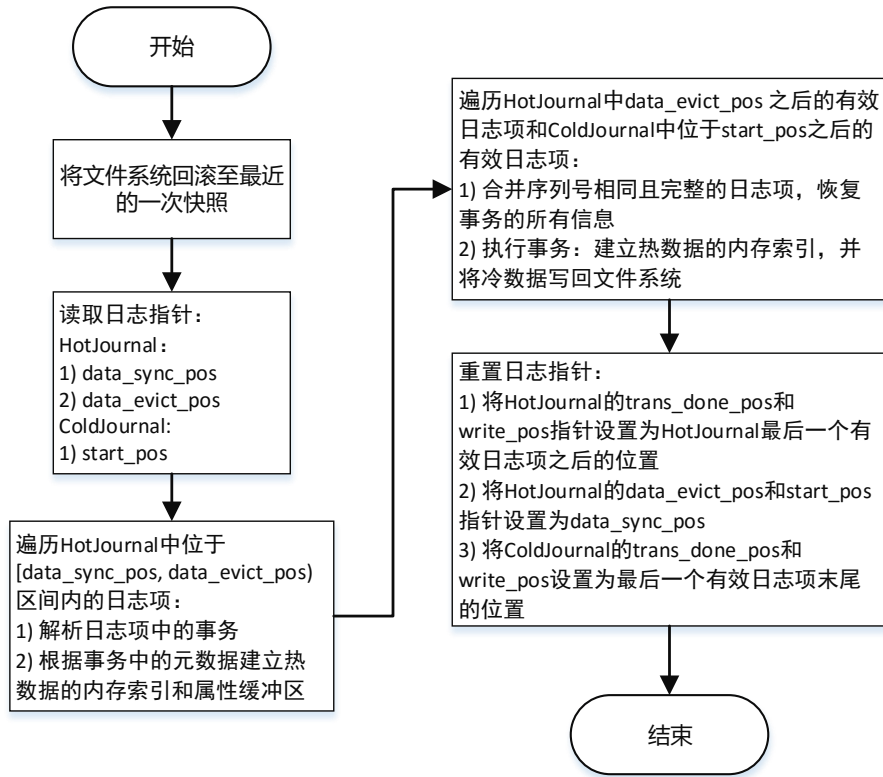 开始
将文件系统回滚至最近
的一次快照
读取日志指针：
HotJournal：
1) data_sync_pos
2) data_evict_pos
ColdJournal:
1) start_pos
遍历HotJournal中位于
[data_sync_pos, data_evict_pos)
区间内的日志项：
1) 解析日志项中的事务
2) 根据事务中的元数据建立热
数据的内存索引和属性缓冲区
遍历HotJournal中data_evict_pos 之后的有效
日志项和ColdJournal中位于start_pos之后的
有效日志项：
1) 合并序列号相同且完整的日志项，恢复
事务的所有信息
2) 执行事务：建立热数据的内存索引，并
将冷数据写回文件系统
重置日志指针：
1) 将HotJournal的trans_done_pos和
write_pos指针设置为HotJournal最后一个有
效日志项之后的位置
2) 将HotJournal的data_evict_pos和start_pos
指针设置为data_sync_pos
3) 将ColdJournal的trans_done_pos和
write_pos设置为最后一个有效日志项末尾
的位置
结束